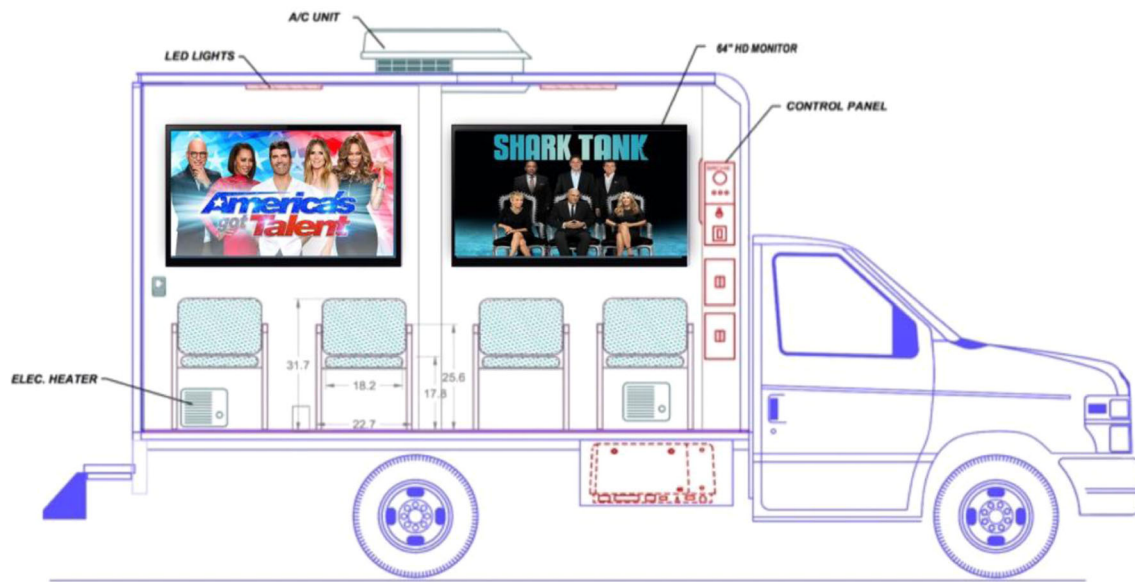 A/C UNIT
LED LIGHTS
64" HD MONITOR
CONTROL PANEL
SHARK TANK
America's
got Talent
31.7
18.2
25.6
17.8
22.7
ELEC. HEATER